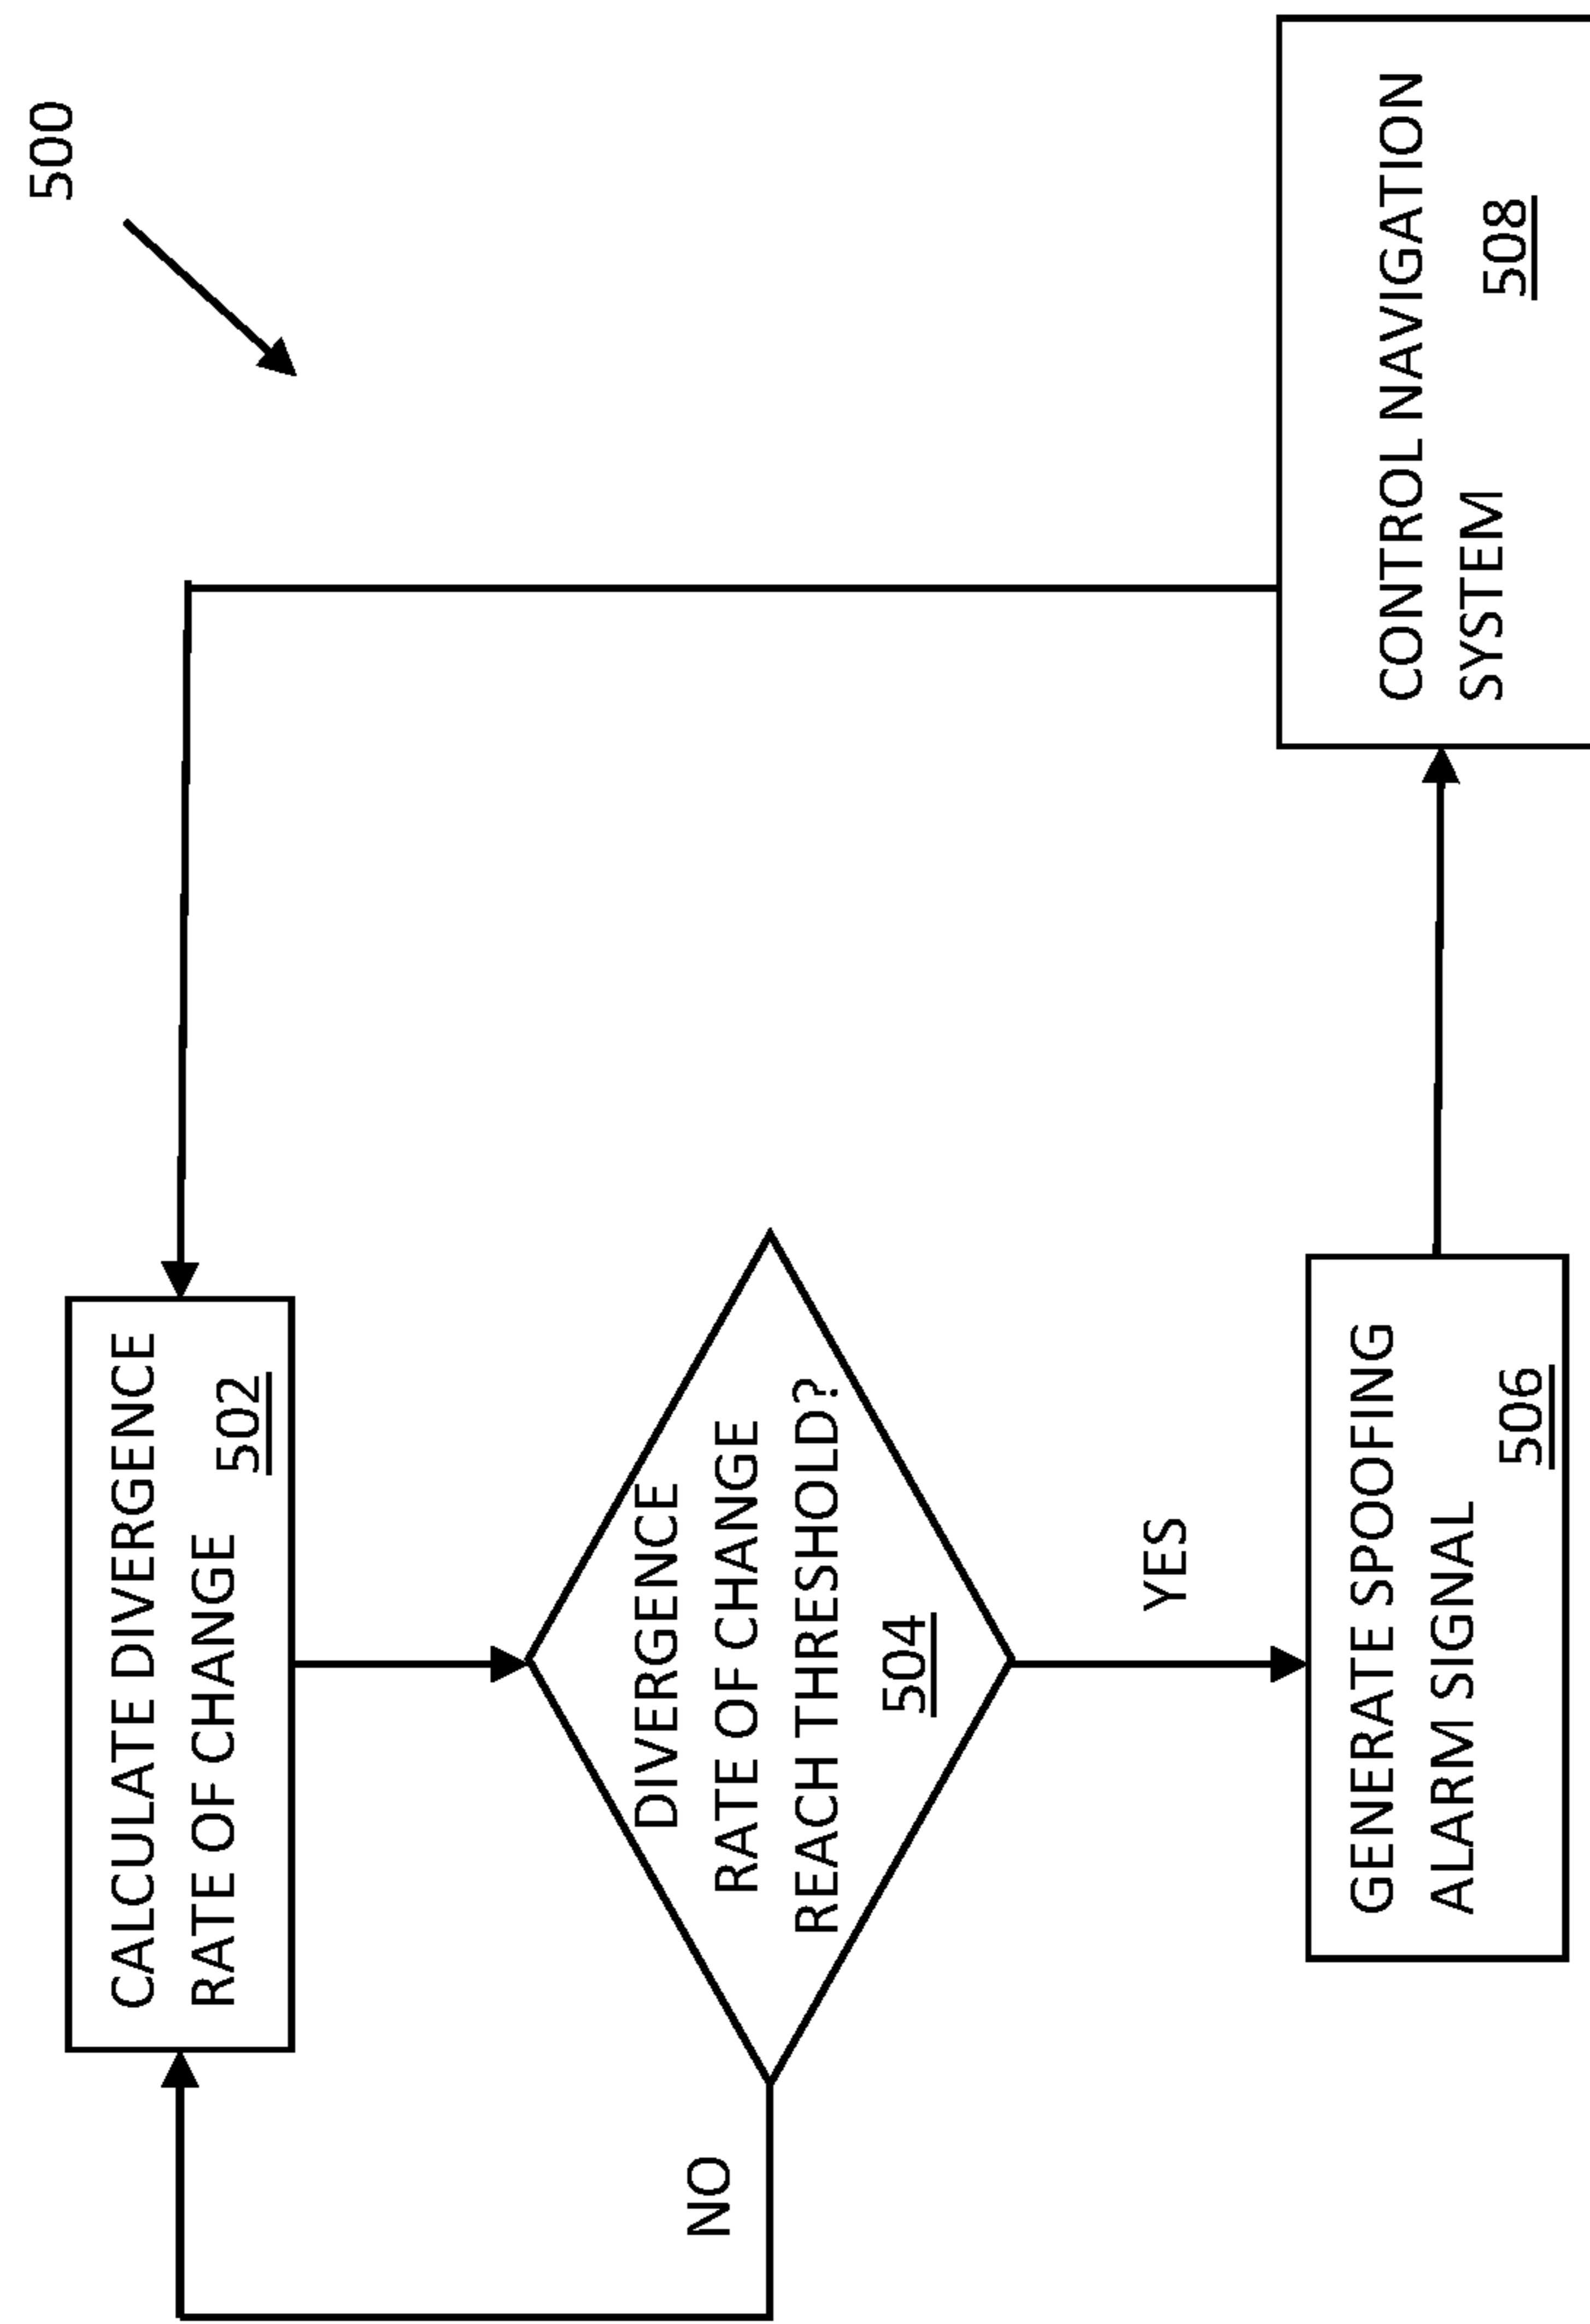 500
CALCULATE DIVERGENCE
RATE OF CHANGE
502
DIVERGENCE
RATE OF CHANGE
REACH THRESHOLD?
504
NO
YES
GENERATE SPOOFING
ALARM SIGNAL
506
CONTROL NAVIGATION
SYSTEM
508